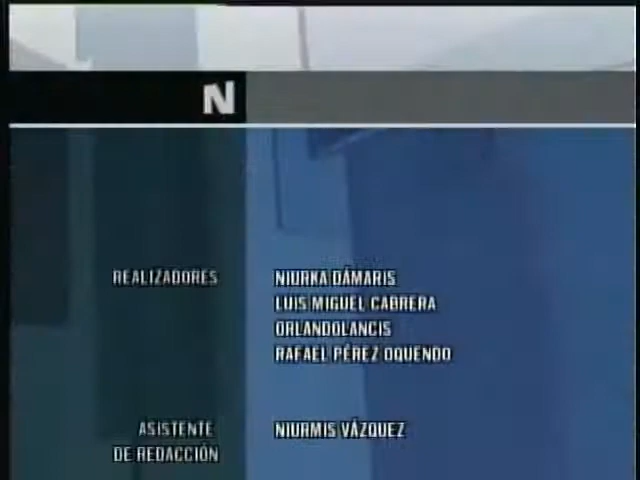 N
REALIZADORES
NIURKA DÁMARIS
LUIS MIGUEL CABRERA
ORLANDOLANCIS
RAFAEL PÉREZ OQUENDO
ASISTENTE
DE REDACCIÓN
NIURMIS VÁZQUEZ